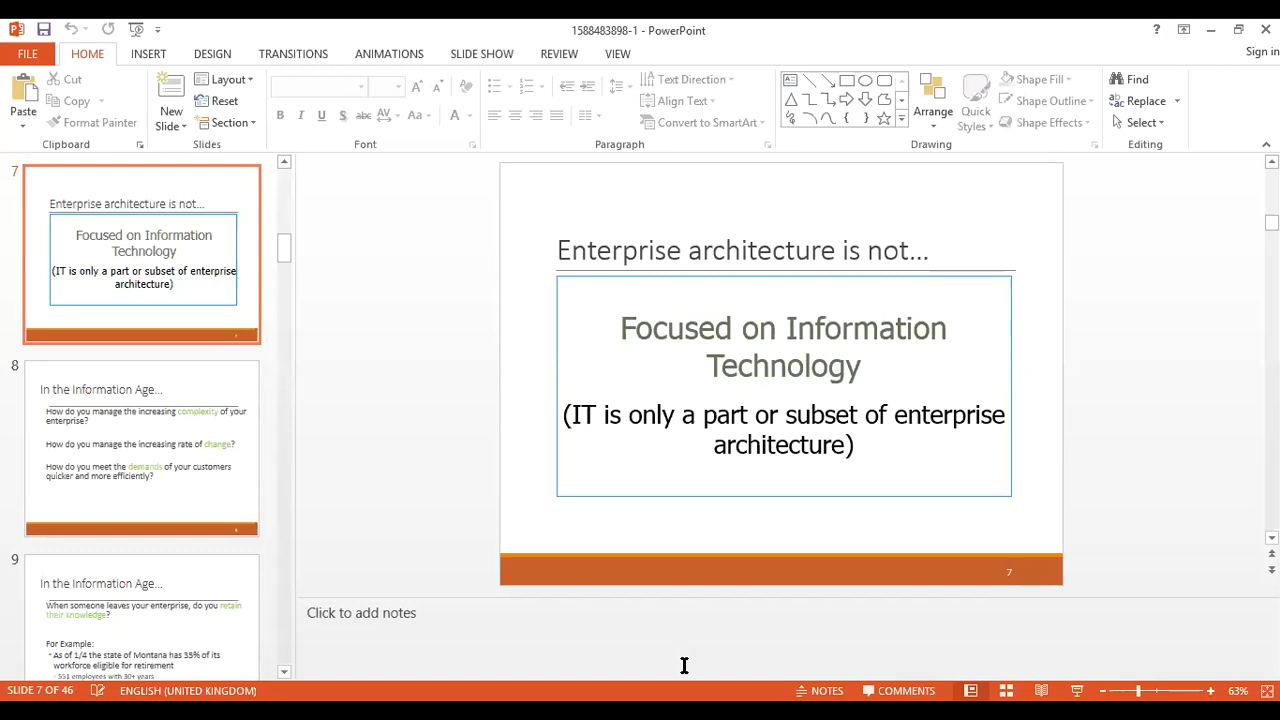 1588483898-1 - PowerPoint
FILE HOME INSERT DESIGN TRANSITIONS ANIMATIONS SLIDE SHOW REVIEW VIEW
Sign in
Paste
Cut
Copy
Format Painter
Clipboard
New
Slide
Layout
Reset
Section
Slides
B I U S abc AV Aa A
Font
Text Direction
Align Text
Convert to SmartArt
Paragraph
Arrange
Quick
Styles
Shape Fill
Shape Outline
Shape Effects
Drawing
Find
Replace
Select
Editing
7
Enterprise architecture is not...
Focused on Information
Technology
(IT is only a part or subset of enterprise
architecture)
8
In the Information Age...
How do you manage the increasing complexity of your
enterprise?
How do you manage the increasing rate of change?
How do you meet the demands of your customers
quicker and more efficiently?
9
In the Information Age...
When someone leaves your enterprise, do you retain
their knowledge?
For Example:
As of 1/4 the state of Montana has 35% of its
workforce eligible for retirement
551 employees with 30+ years
Enterprise architecture is not...
Focused on Information
Technology
(IT is only a part or subset of enterprise
architecture)
7
Click to add notes
SLIDE 7 OF 46 ENGLISH (UNITED KINGDOM) NOTES COMMENTS 63%